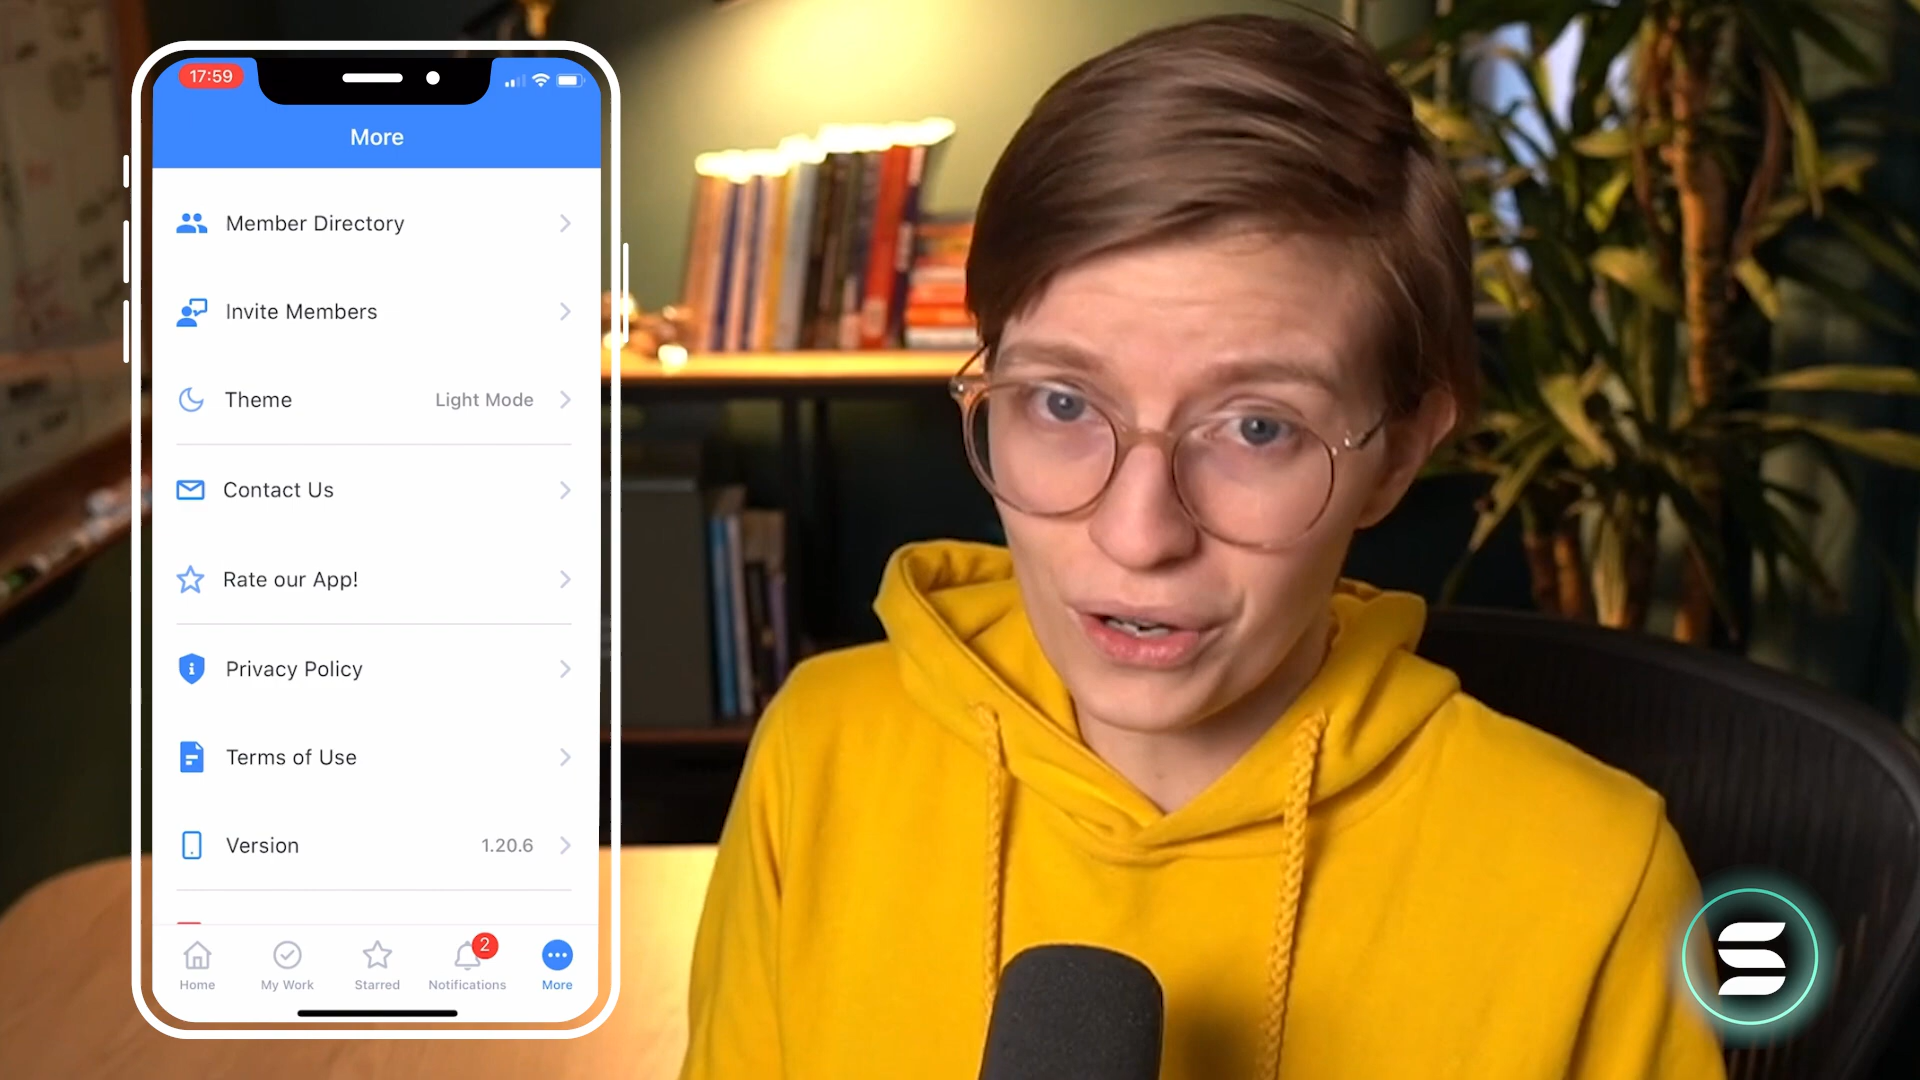 17:59
More
Member Directory
Invite Members
Theme Light Mode
Contact Us
Rate our App!
Privacy Policy
Terms of Use
Version 1.20.6
2
Home My Work Starred Notifications More